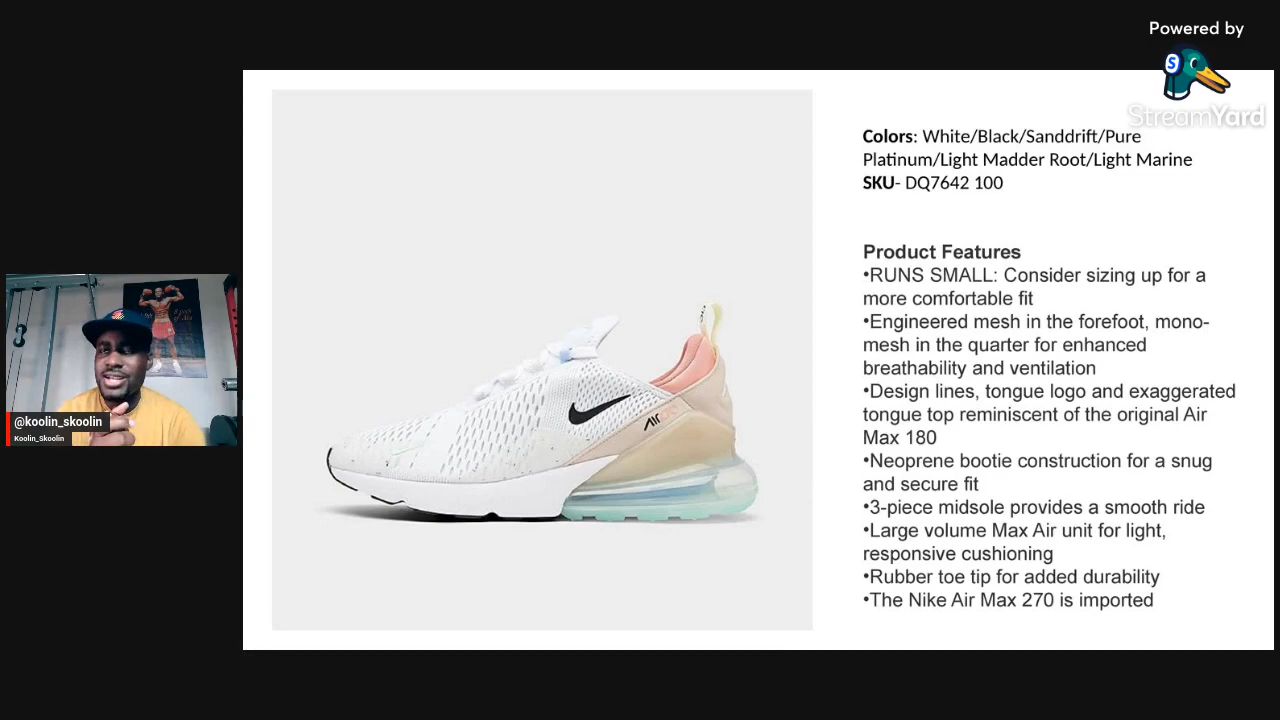 Powered by
S
StreamYard
Colors: White/Black/Sanddrift/Pure
Platinum/Light Madder Root/Light Marine
SKU- DQ7642 100
Product Features
•RUNS SMALL: Consider sizing up for a
more comfortable fit
•Engineered mesh in the forefoot, mono-
mesh in the quarter for enhanced
breathability and ventilation
•Design lines, tongue logo and exaggerated
tongue top reminiscent of the original Air
Max 180
•Neoprene bootie construction for a snug
and secure fit
•3-piece midsole provides a smooth ride
•Large volume Max Air unit for light,
responsive cushioning
•Rubber toe tip for added durability
•The Nike Air Max 270 is imported
AIR
@koolin_skoolin
Koolin_Skoolin